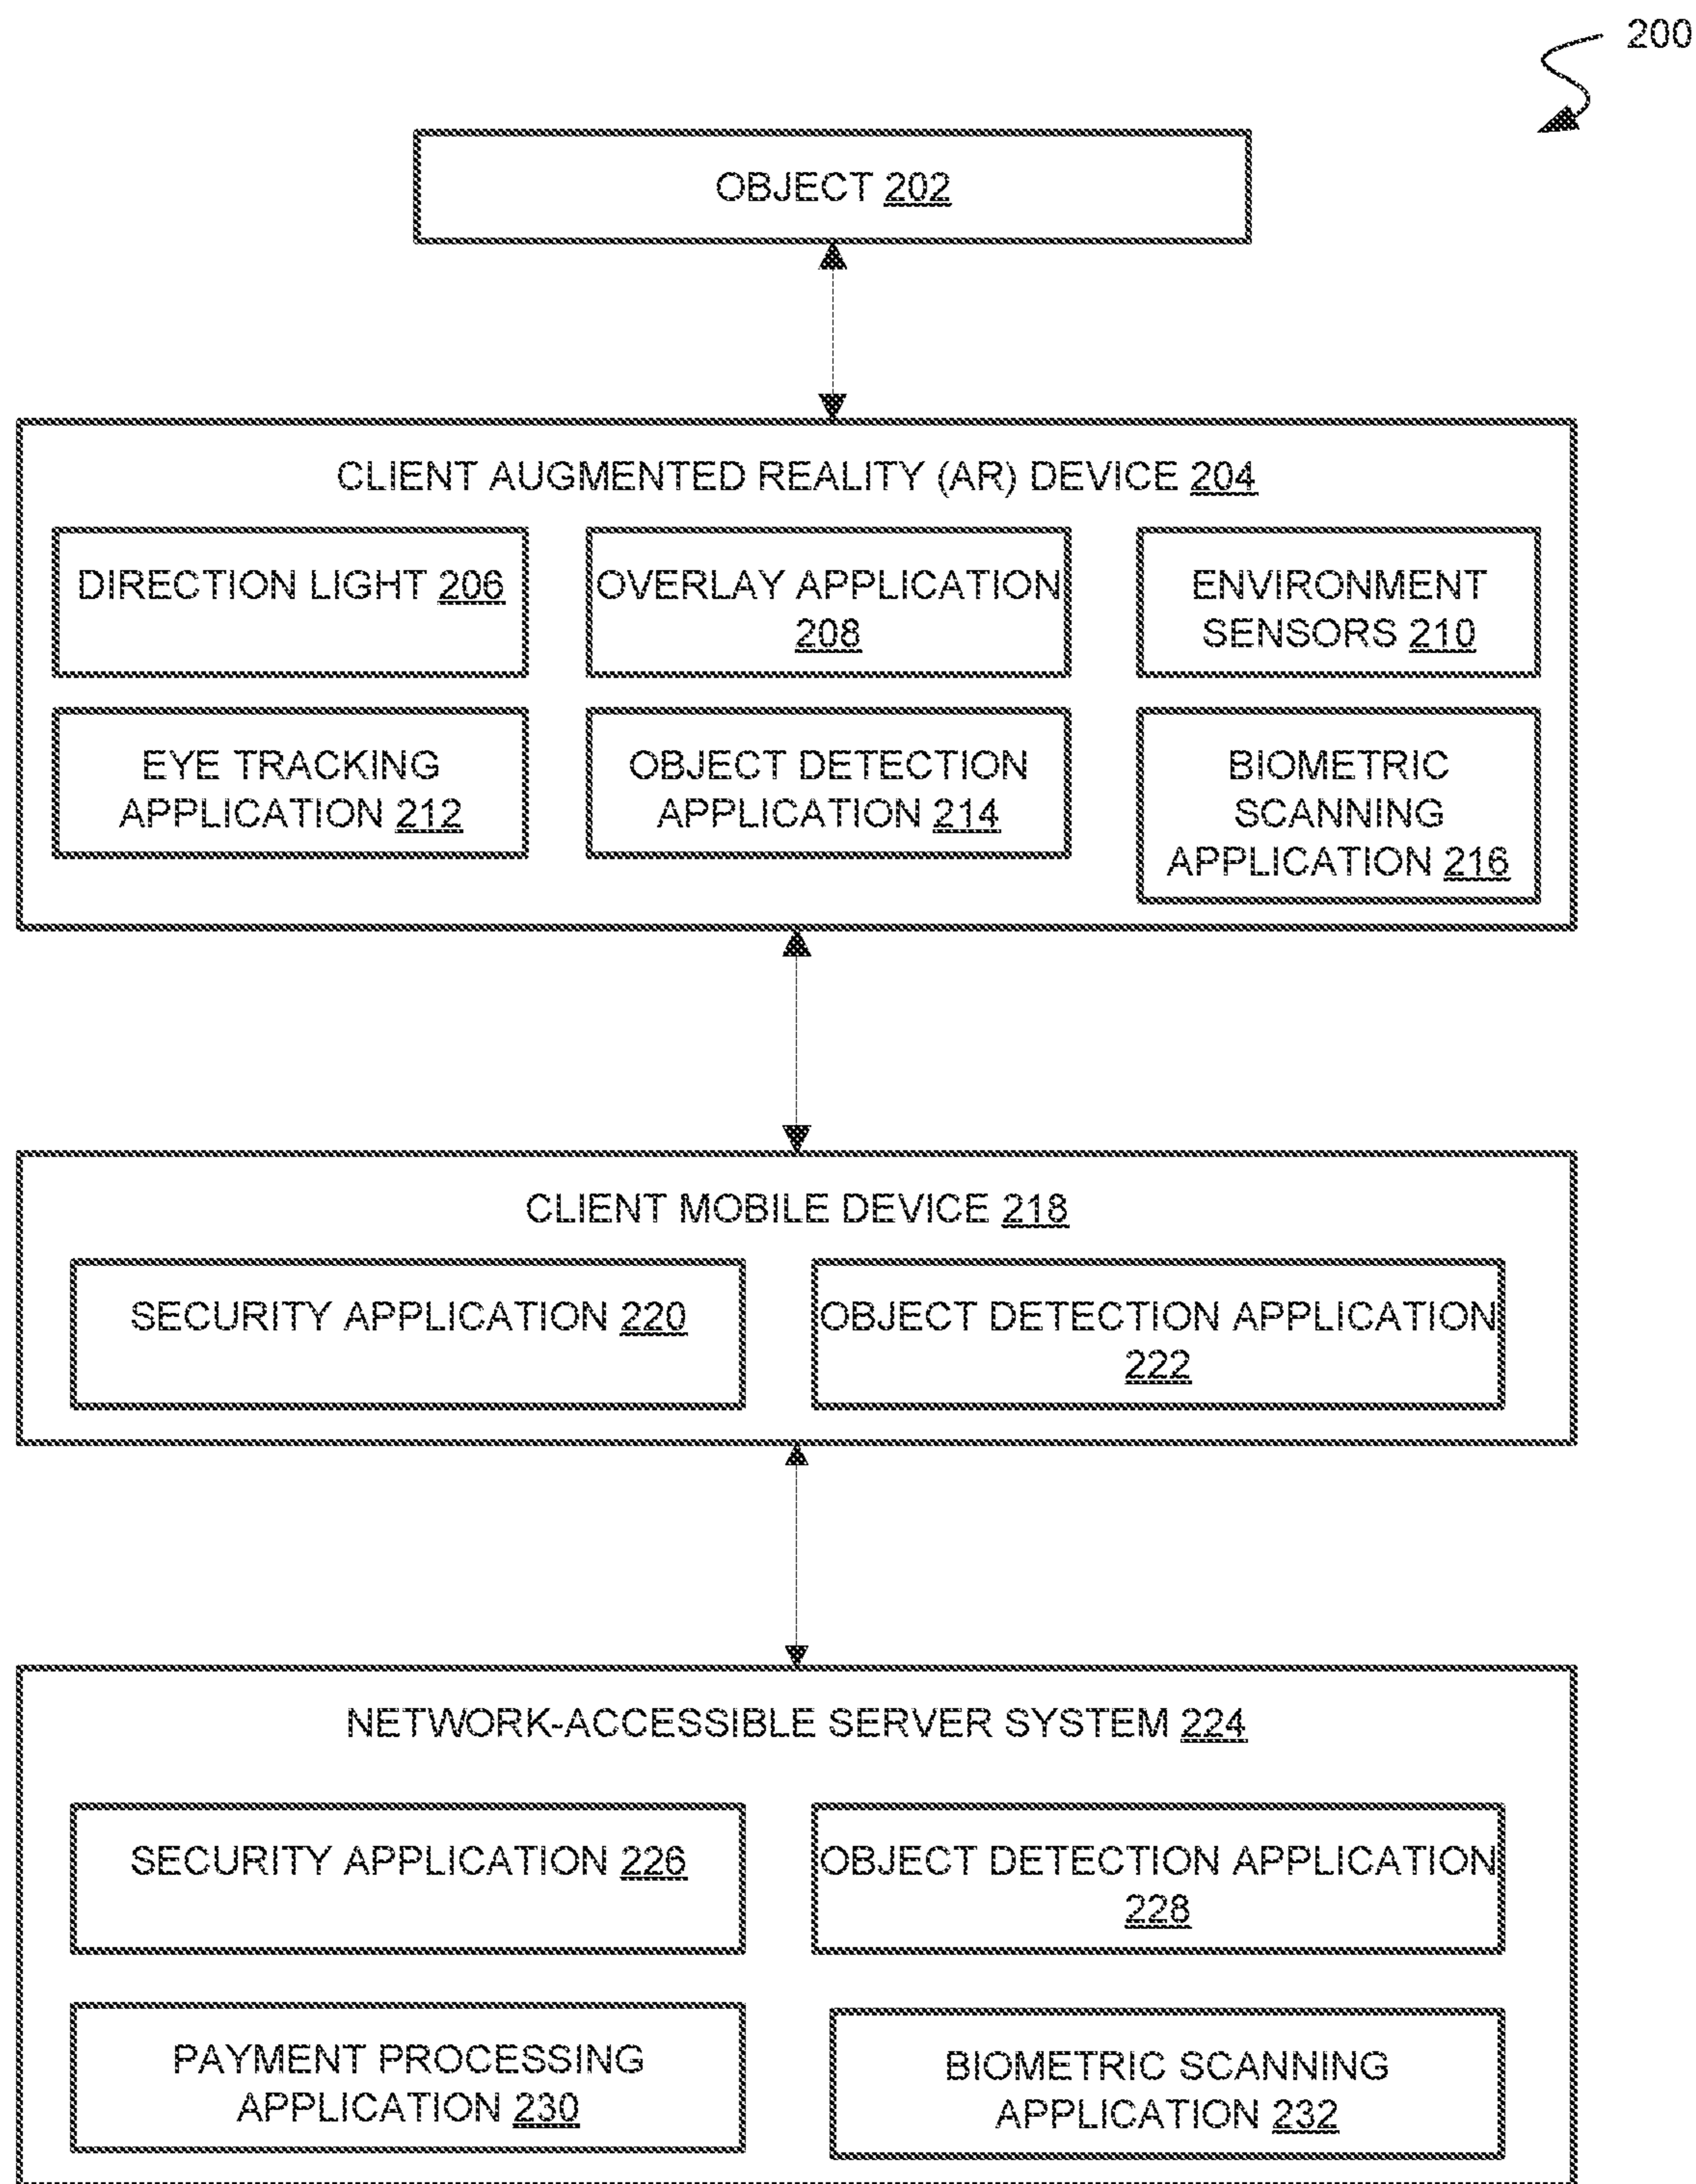 200
OBJECT 202
CLIENT AUGMENTED REALITY (AR) DEVICE 204
DIRECTION LIGHT 206
OVERLAY APPLICATION
208
ENVIRONMENT
SENSORS 210
EYE TRACKING
APPLICATION 212
OBJECT DETECTION
APPLICATION 214
BIOMETRIC
SCANNING
APPLICATION 216
CLIENT MOBILE DEVICE 218
SECURITY APPLICATION 220
OBJECT DETECTION APPLICATION
222
NETWORK-ACCESSIBLE SERVER SYSTEM 224
SECURITY APPLICATION 226
OBJECT DETECTION APPLICATION
228
PAYMENT PROCESSING
APPLICATION 230
BIOMETRIC SCANNING
APPLICATION 232